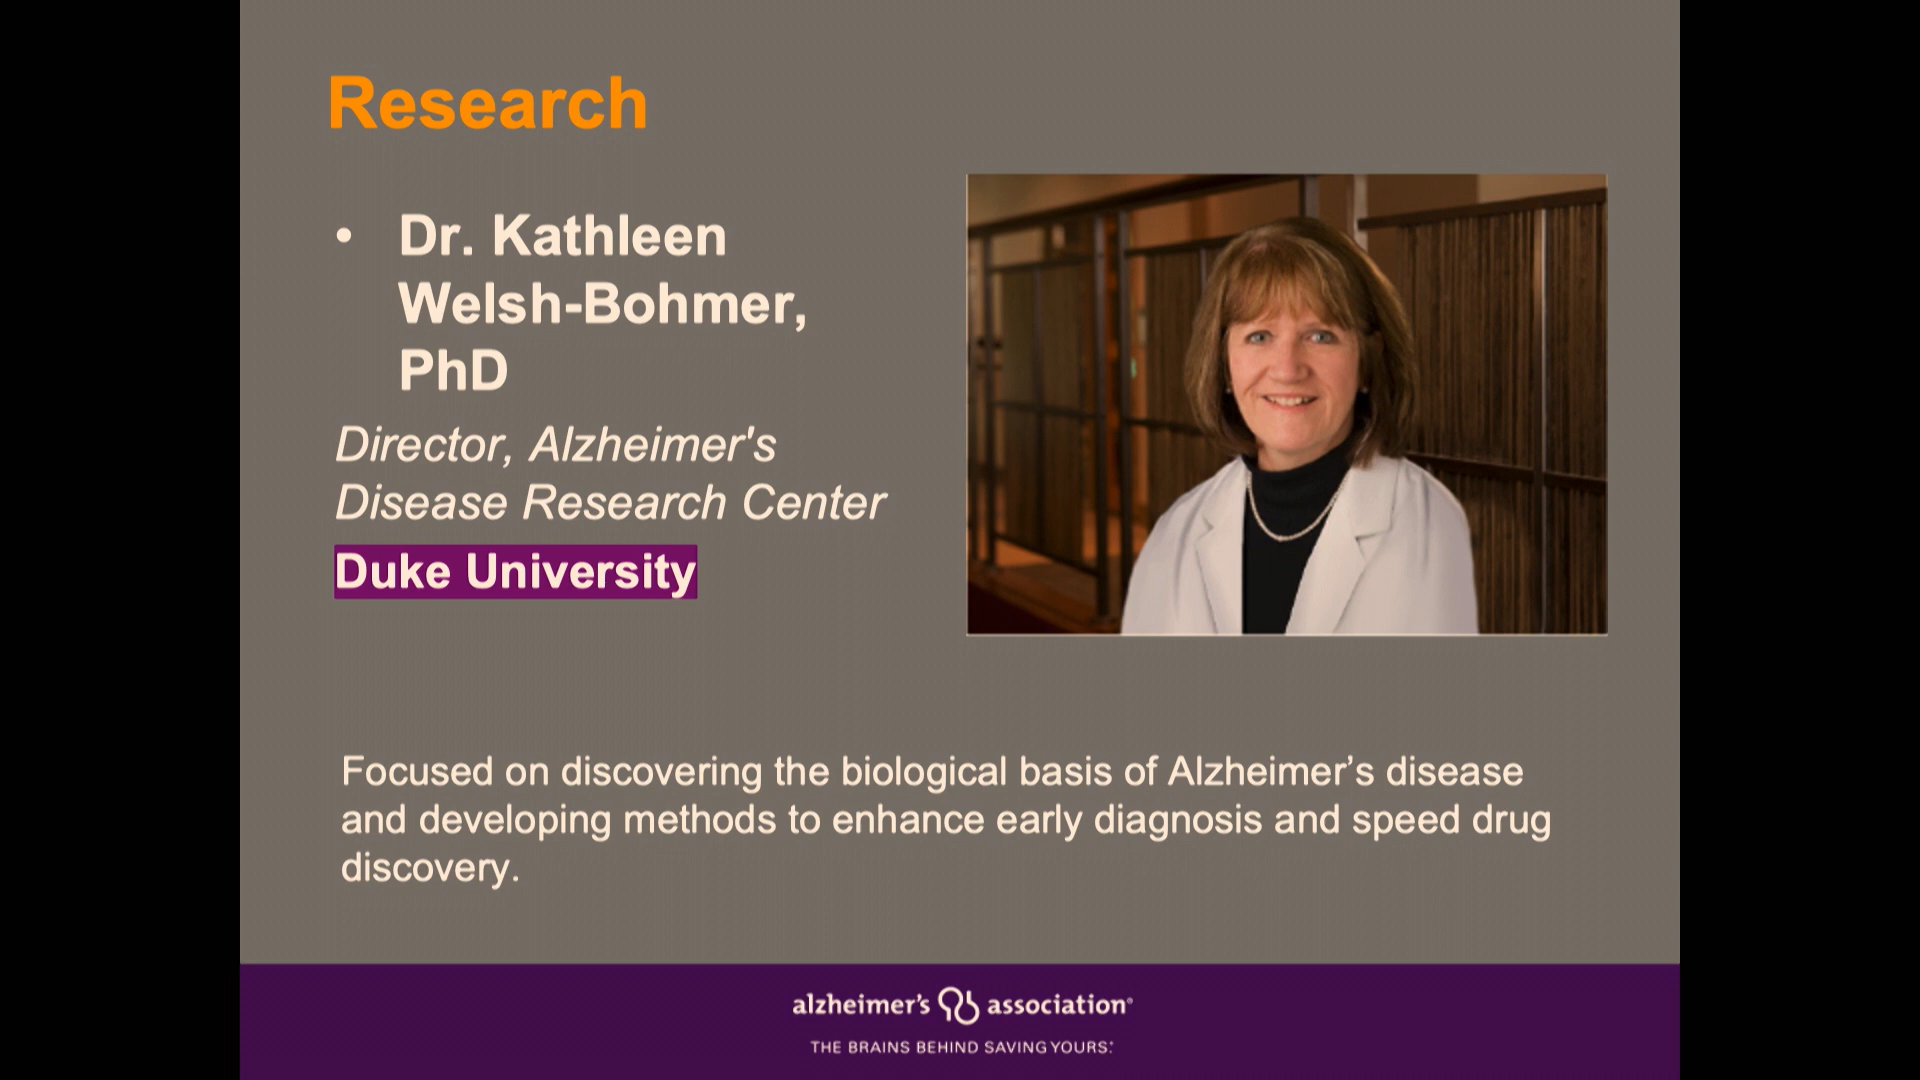 Research
• Dr. Kathleen
Welsh-Bohmer,
PhD
Director, Alzheimer's
Disease Research Center
Duke University
Focused on discovering the biological basis of Alzheimer’s disease
and developing methods to enhance early diagnosis and speed drug
discovery.
alzheimer’s association®
THE BRAINS BEHIND SAVING YOURS.℠